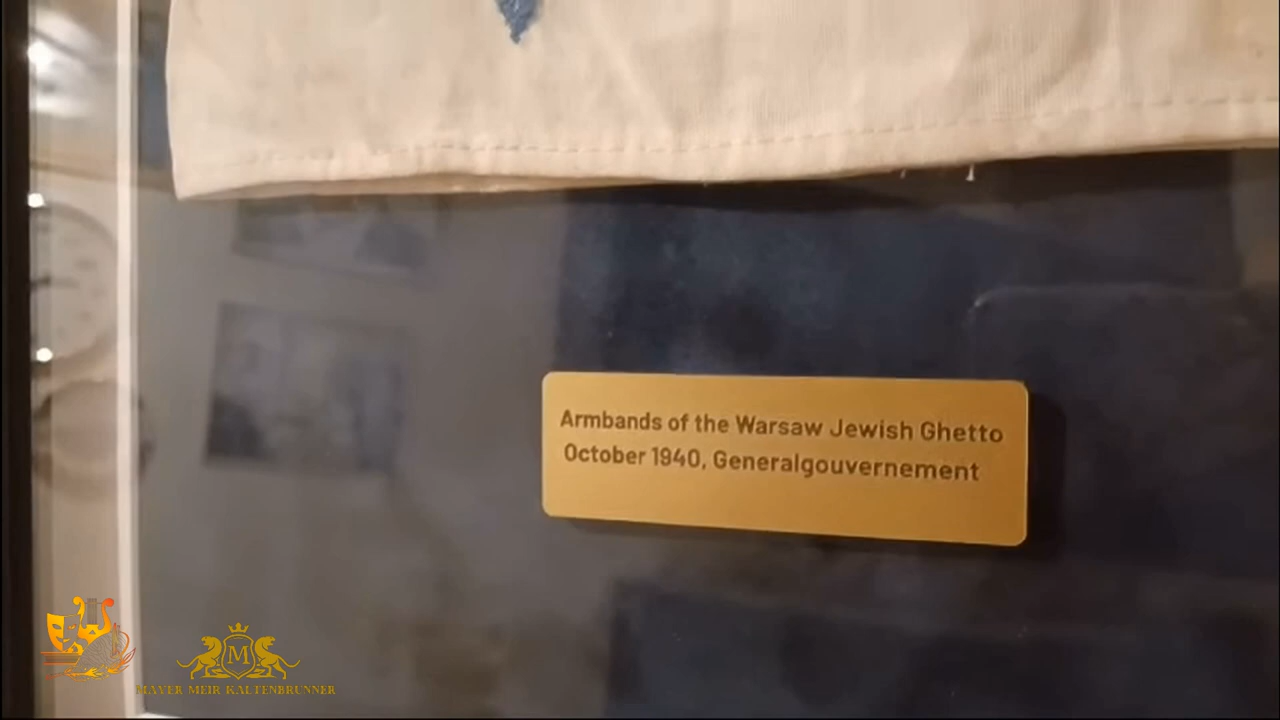 Armbands of the Warsaw Jewish Ghetto
October 1940, Generalgouvernement
M
MAYER MEIR KALTENBRUNNER